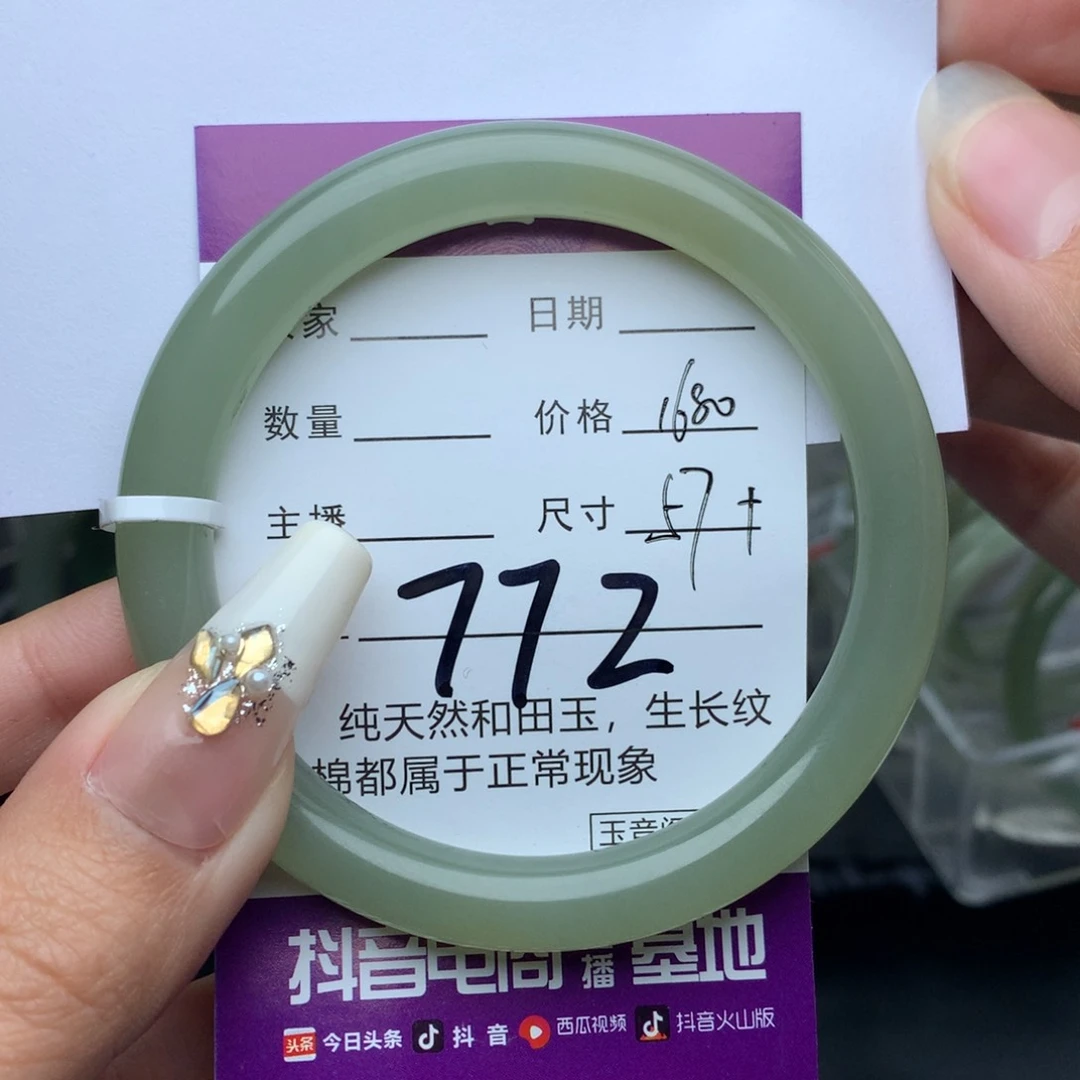 家 日期
数量 价格 1680
主播 尺寸 57+
772
纯天然和田玉，生长纹
棉都属于正常现象
玉音
抖音电商 播 基地
头条 今日头条 抖音 西瓜视频 抖音火山版